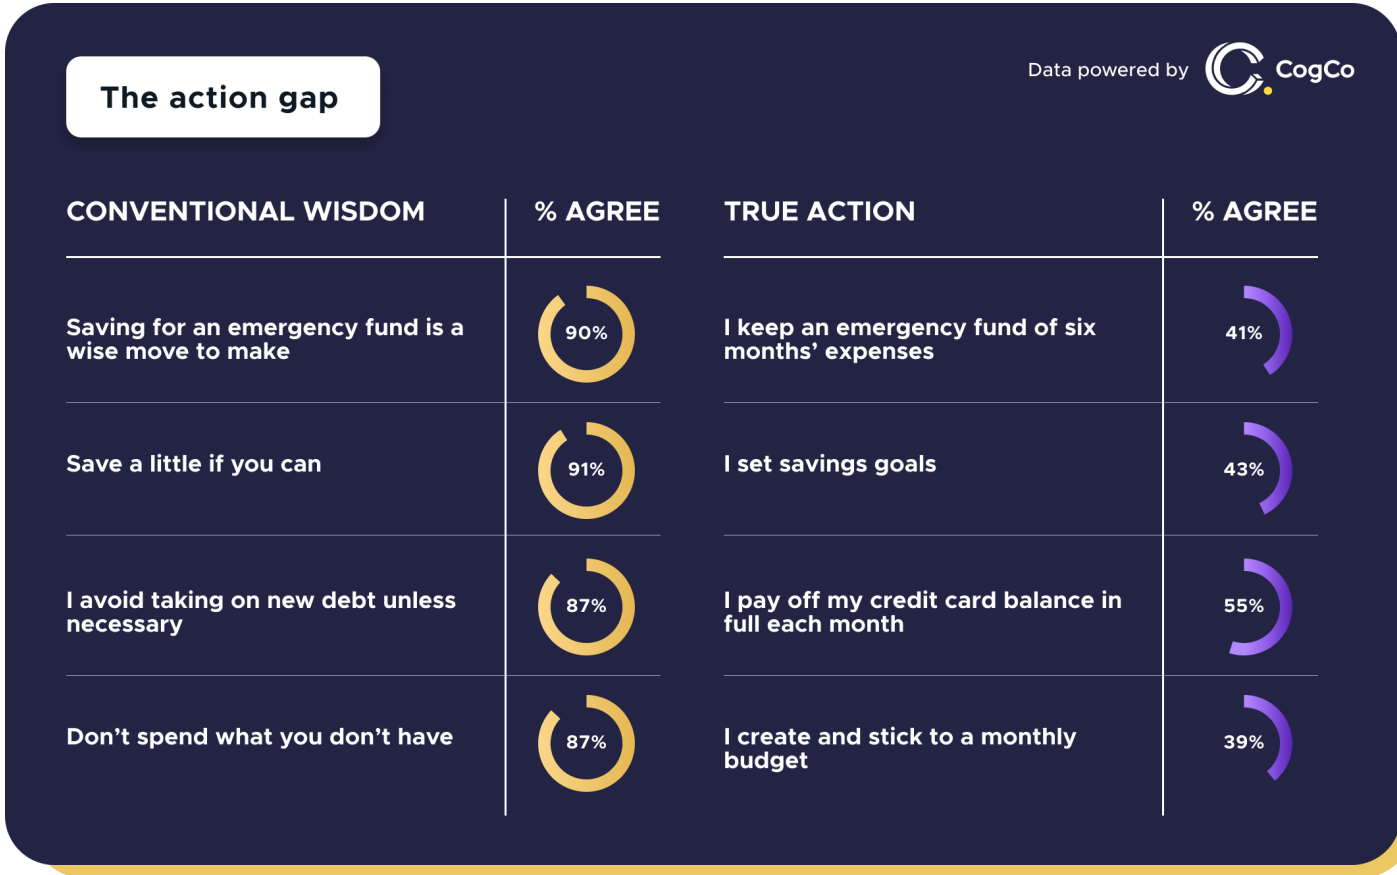 The action gap
Data powered by
CogCo
CONVENTIONAL WISDOM
% AGREE
TRUE ACTION
% AGREE
Saving for an emergency fund is a
wise move to make
90%
I keep an emergency fund of six
months’ expenses
41%
Save a little if you can
91%
I set savings goals
43%
I avoid taking on new debt unless
necessary
87%
I pay off my credit card balance in
full each month
55%
Don’t spend what you don’t have
87%
I create and stick to a monthly
budget
39%